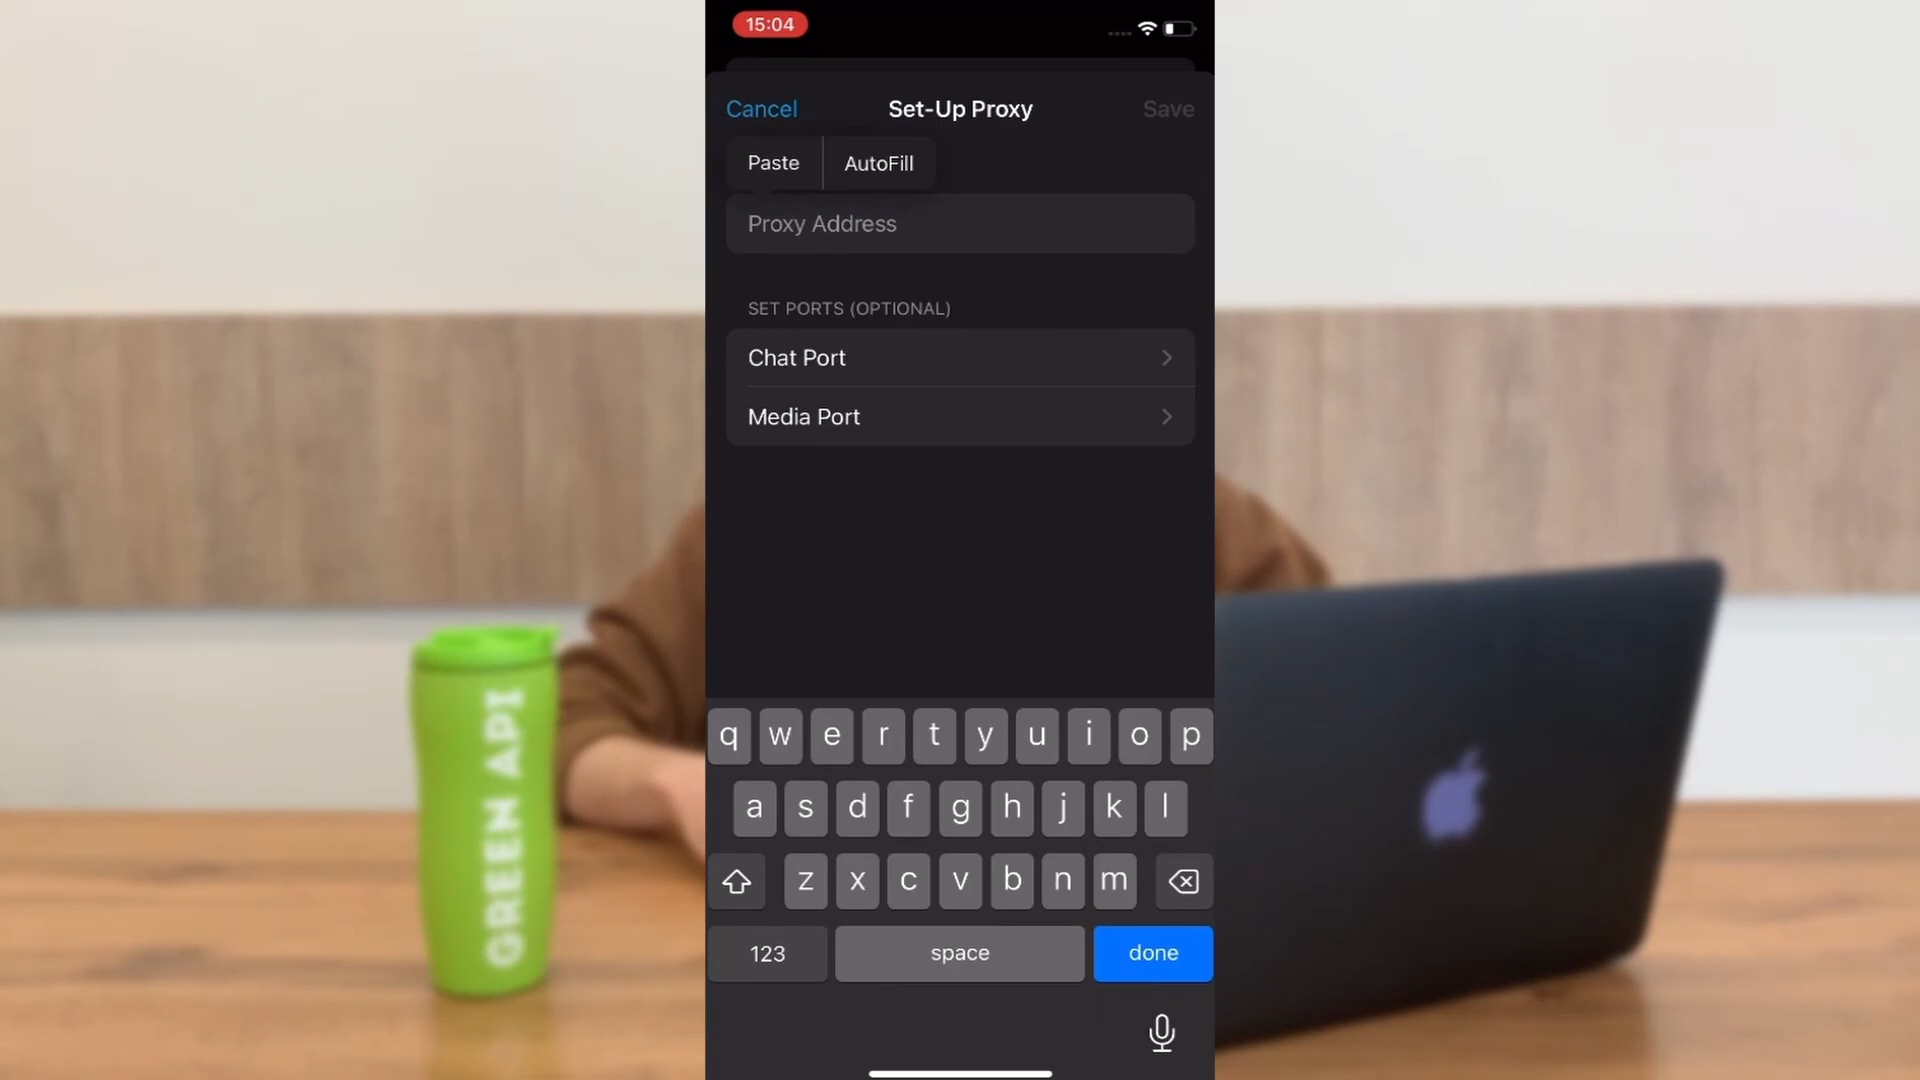 15:04
Cancel
Set-Up Proxy
Save
Paste
AutoFill
Proxy Address
SET PORTS (OPTIONAL)
Chat Port
Media Port
q w e r t y u i o p
a s d f g h j k l
z x c v b n m
123
space
done
GREEN API